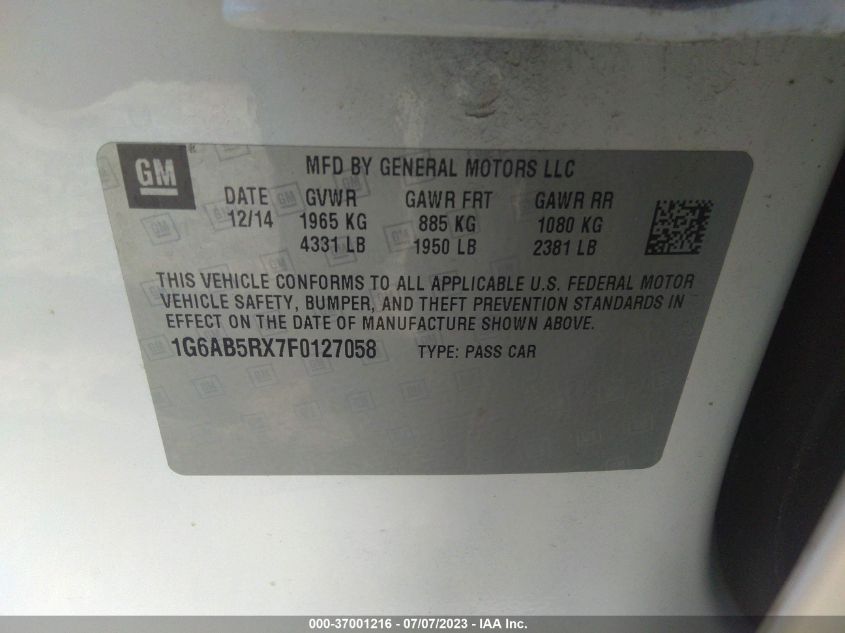 GM
MFD BY GENERAL MOTORS LLC
DATE GVWR GAWR FRT GAWR RR
12/14 1965 KG 885 KG 1080 KG
4331 LB 1950 LB 2381 LB
THIS VEHICLE CONFORMS TO ALL APPLICABLE U.S. FEDERAL MOTOR
VEHICLE SAFETY, BUMPER, AND THEFT PREVENTION STANDARDS IN
EFFECT ON THE DATE OF MANUFACTURE SHOWN ABOVE.
1G6AB5RX7F0127058 TYPE: PASS CAR
000-37001216 - 07/07/2023 - IAA Inc.